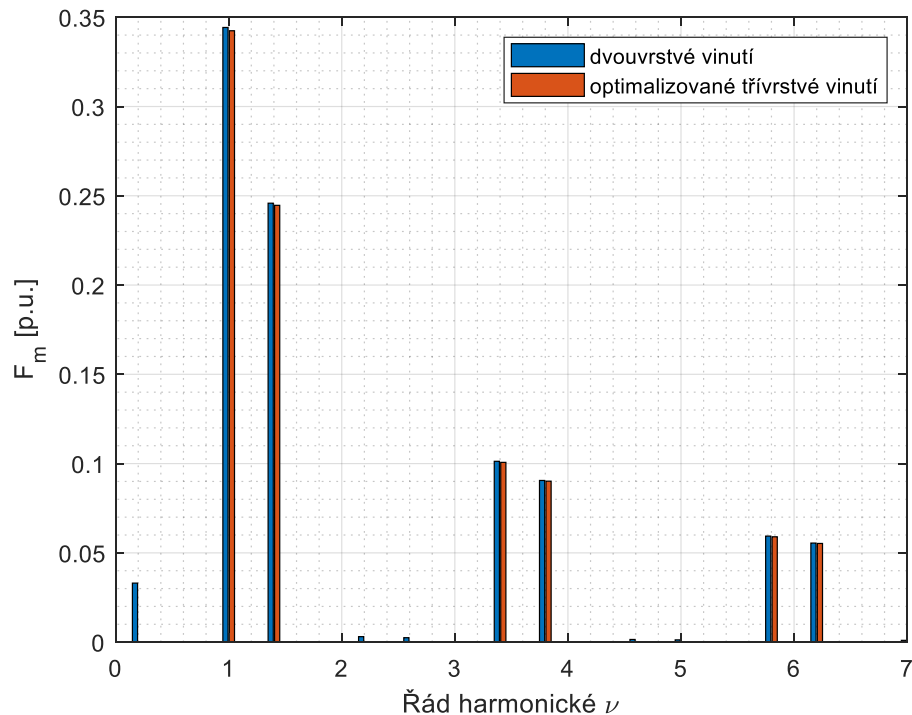 0.35
0.3
0.25
0.2
0.15
0.1
0.05
0
F_m [p.u.]
dvouvrstvé vinutí
optimalizované třívrstvé vinutí
0 1 2 3 4 5 6 7
Řád harmonické ν